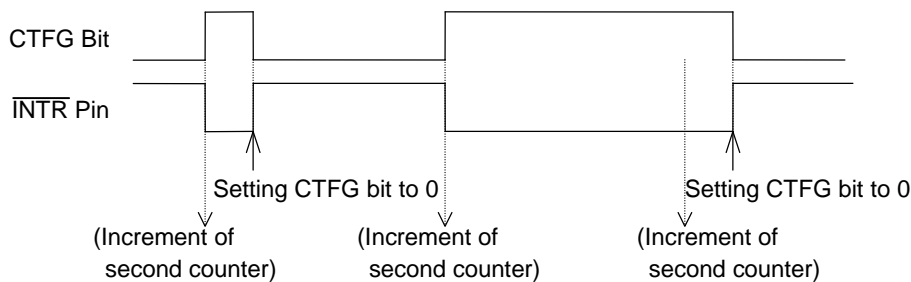 CTFG Bit
INTR Pin
Setting CTFG bit to 0
Setting CTFG bit to 0
(Increment of
second counter)
(Increment of
second counter)
(Increment of
second counter)